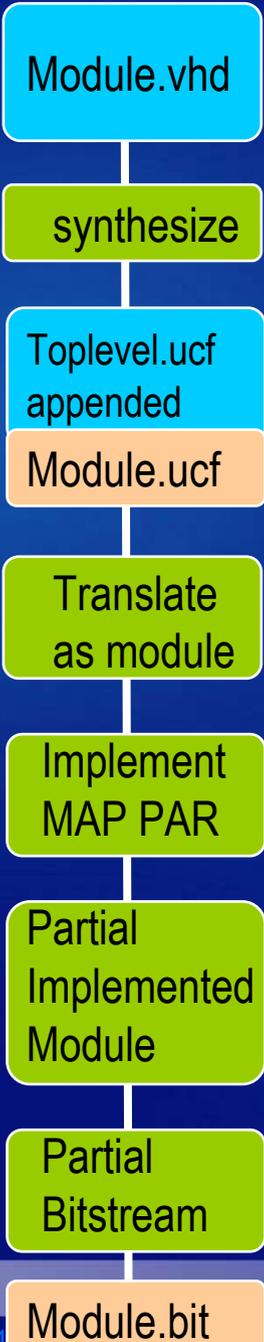 Module.vhd
synthesize
Toplevel.ucf
appended
Module.ucf
Translate
as module
Implement
MAP PAR
Partial
Implemented
Module
Partial
Bitstream
Module.bit